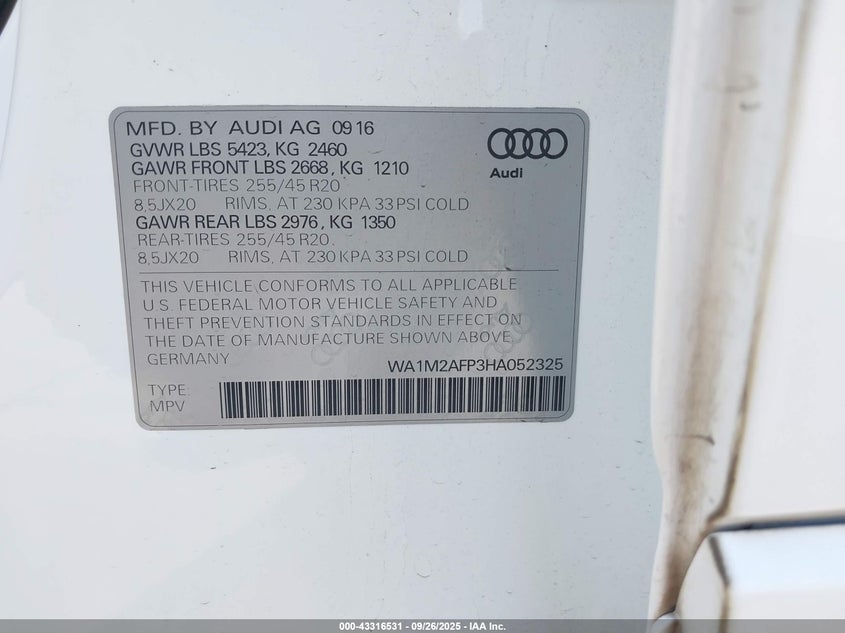 MFD. BY AUDI AG 09 16
GVWR LBS 5423, KG 2460
GAWR FRONT LBS 2668, KG 1210
FRONT-TIRES 255/45 R20
8,5JX20 RIMS, AT 230 KPA 33 PSI COLD
GAWR REAR LBS 2976, KG 1350
REAR-TIRES 255/45 R20
8,5JX20 RIMS, AT 230 KPA 33 PSI COLD
Audi
THIS VEHICLE CONFORMS TO ALL APPLICABLE
U.S. FEDERAL MOTOR VEHICLE SAFETY AND
THEFT PREVENTION STANDARDS IN EFFECT ON
THE DATE OF MANUFACTURE SHOWN ABOVE.
GERMANY WA1M2AFP3HA052325
TYPE:
MPV
000-43316531 - 09/26/2025 - IAA Inc.